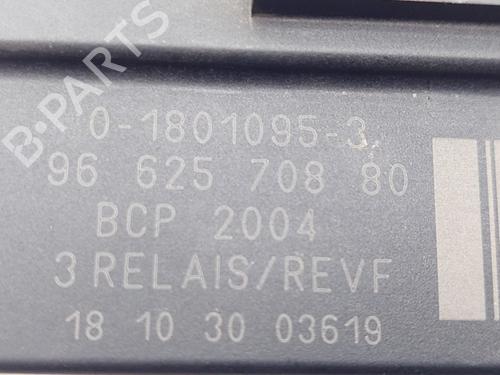 B-PARTS
0-1801095-3
96 625 708 80
BCP 2004
3 RELAIS/REVF
18 10 30 03619